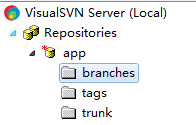 VisualSVN Server (Local)
Repositories
app
branches
tags
trunk